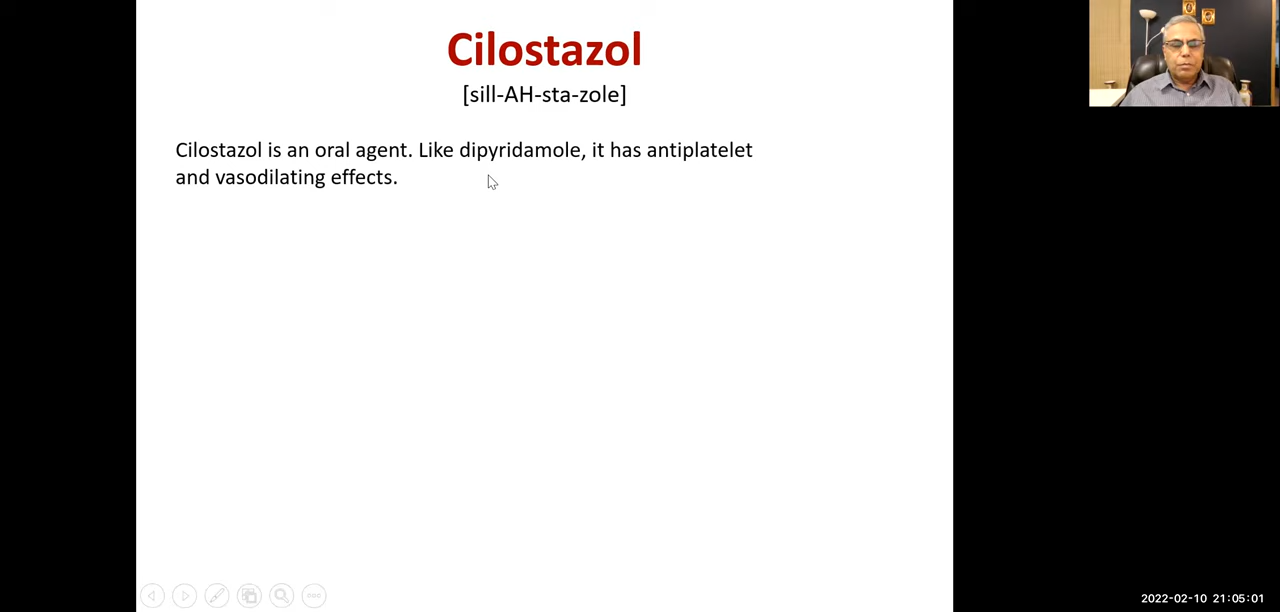 Cilostazol
[sill-AH-sta-zole]
Cilostazol is an oral agent. Like dipyridamole, it has antiplatelet
and vasodilating effects.
2022-02-10 21:05:01